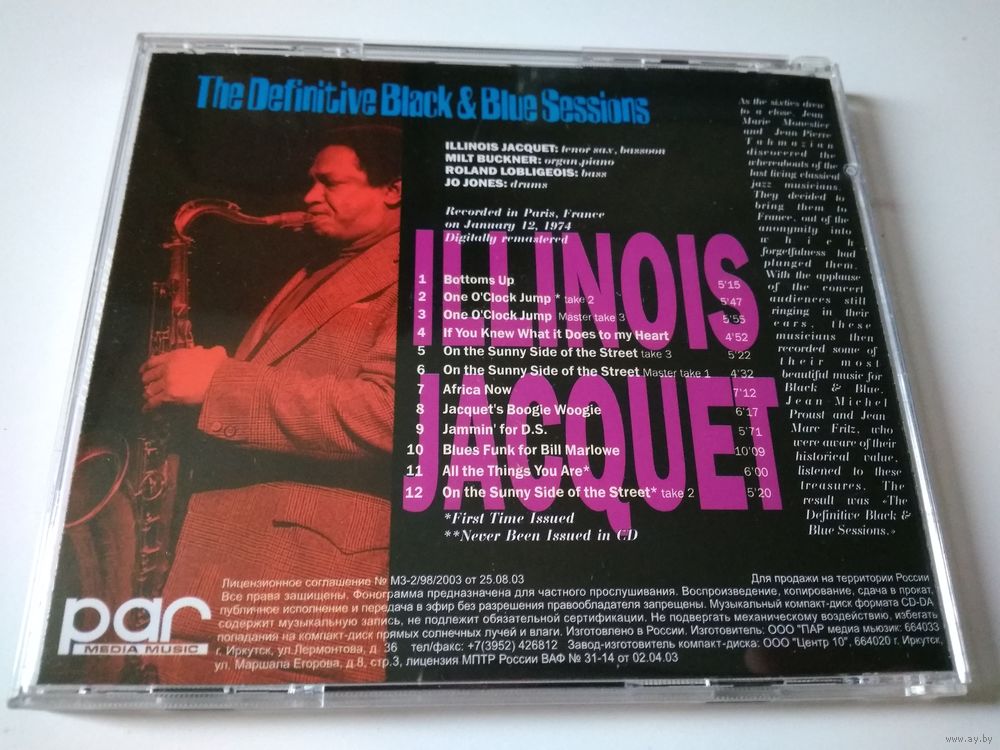 The Definitive Black & Blue Sessions
ILLINOIS JACQUET: tenor sax, bassoon
MILT BUCKNER: organ,piano
ROLAND LOBLIGEOIS: bass
JO JONES: drums
Recorded in Paris, France
on January 12, 1974
Digitally remastered
ILLINOIS
JACQUET
1 Bottoms Up 5'15
2 One O'Clock Jump * take 2 5'47
3 One O'Clock Jump Master take 3 5'55
4 If You Knew What it Does to my Heart 4'52
5 On the Sunny Side of the Street take 3 5'22
6 On the Sunny Side of the Street Master take 1 4'32
7 Africa Now 7'12
8 Jacquet's Boogie Woogie 6'17
9 Jammin' for D.S. 5'71
10 Blues Funk for Bill Marlowe 10'09
11 All the Things You Are* 6'00
12 On the Sunny Side of the Street* take 2 5'20
*First Time Issued
**Never Been Issued in CD
As the sixties drew
to a close, Jean
Marie Monestier
and Jean Pierre
Tahmazian
discovered the
whereabouts of the
last living classical
jazz musicians.
They decided to
bring them to
France, out of the
anonymity into
which
forgetfulness had
plunged them.
With the applause
of the concert
audiences still
ringing in their
ears, these
musicians then
recorded some of
their most
beautiful music for
Black & Blue.
Jean-Michel
Proust and Jean
Marc Fritz, who
were aware of their
historical value,
listened to these
treasures. The
result was «The
Definitive Black &
Blue Sessions.»
par
MEDIA MUSIC
Лицензионное соглашение № МЗ-2/98/2003 от 25.08.03 Для продажи на территории России
Все права защищены. Фонограмма предназначена для частного прослушивания. Воспроизведение, копирование, сдача в прокат,
публичное исполнение и передача в эфир без разрешения правообладателя запрещены. Музыкальный компакт-диск формата CD-DA
содержит музыкальную запись, не подлежит обязательной сертификации. Не подвергать механическому воздействию, избегать
попадания на компакт-диск прямых солнечных лучей и влаги. Изготовлено в России. Изготовитель: ООО "ПАР медиа мьюзик: 664033
г. Иркутск, ул.Лермонтова, д. 36 тел/факс: +7(3952) 426812 Завод-изготовитель компакт-диска: ООО "Центр 10", 664020 г. Иркутск,
ул. Маршала Егорова, д.8, стр.3, лицензия МПТР России ВАФ № 31-14 от 02.04.03
www.ay.by